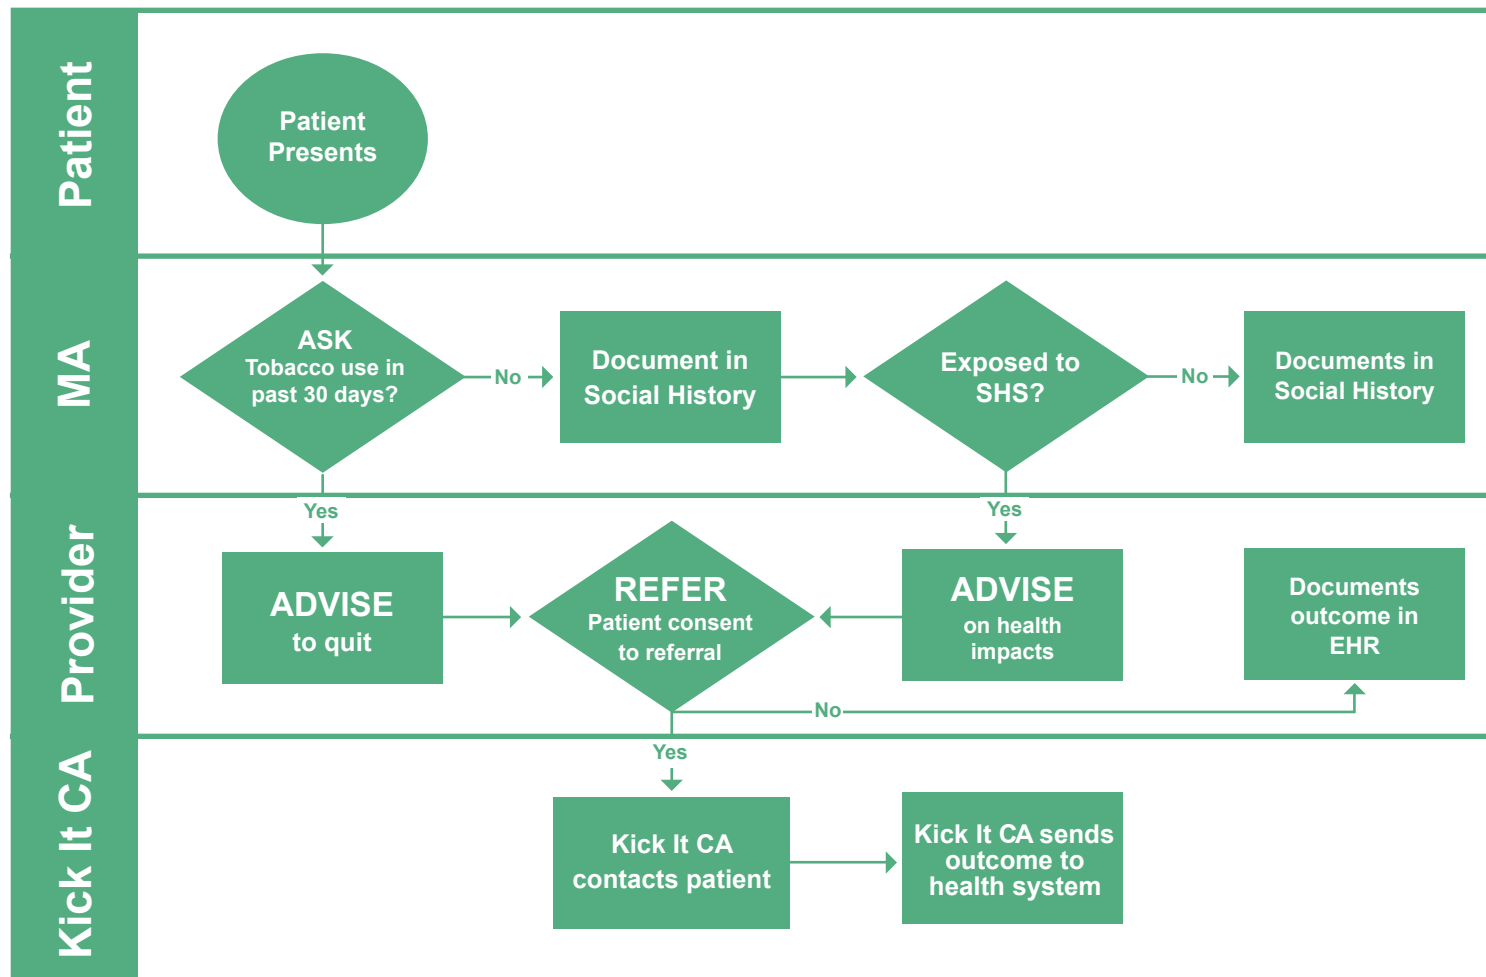 Patient
Patient
Presents
MA
ASK
Tobacco use in
past 30 days?
No
Document in
Social History
Exposed to
SHS?
No
Documents in
Social History
Provider
Yes
ADVISE
to quit
REFER
Patient consent
to referral
Yes
ADVISE
on health
impacts
Documents
outcome in
EHR
No
Kick It CA
Yes
Kick It CA
contacts patient
Kick It CA sends
outcome to
health system